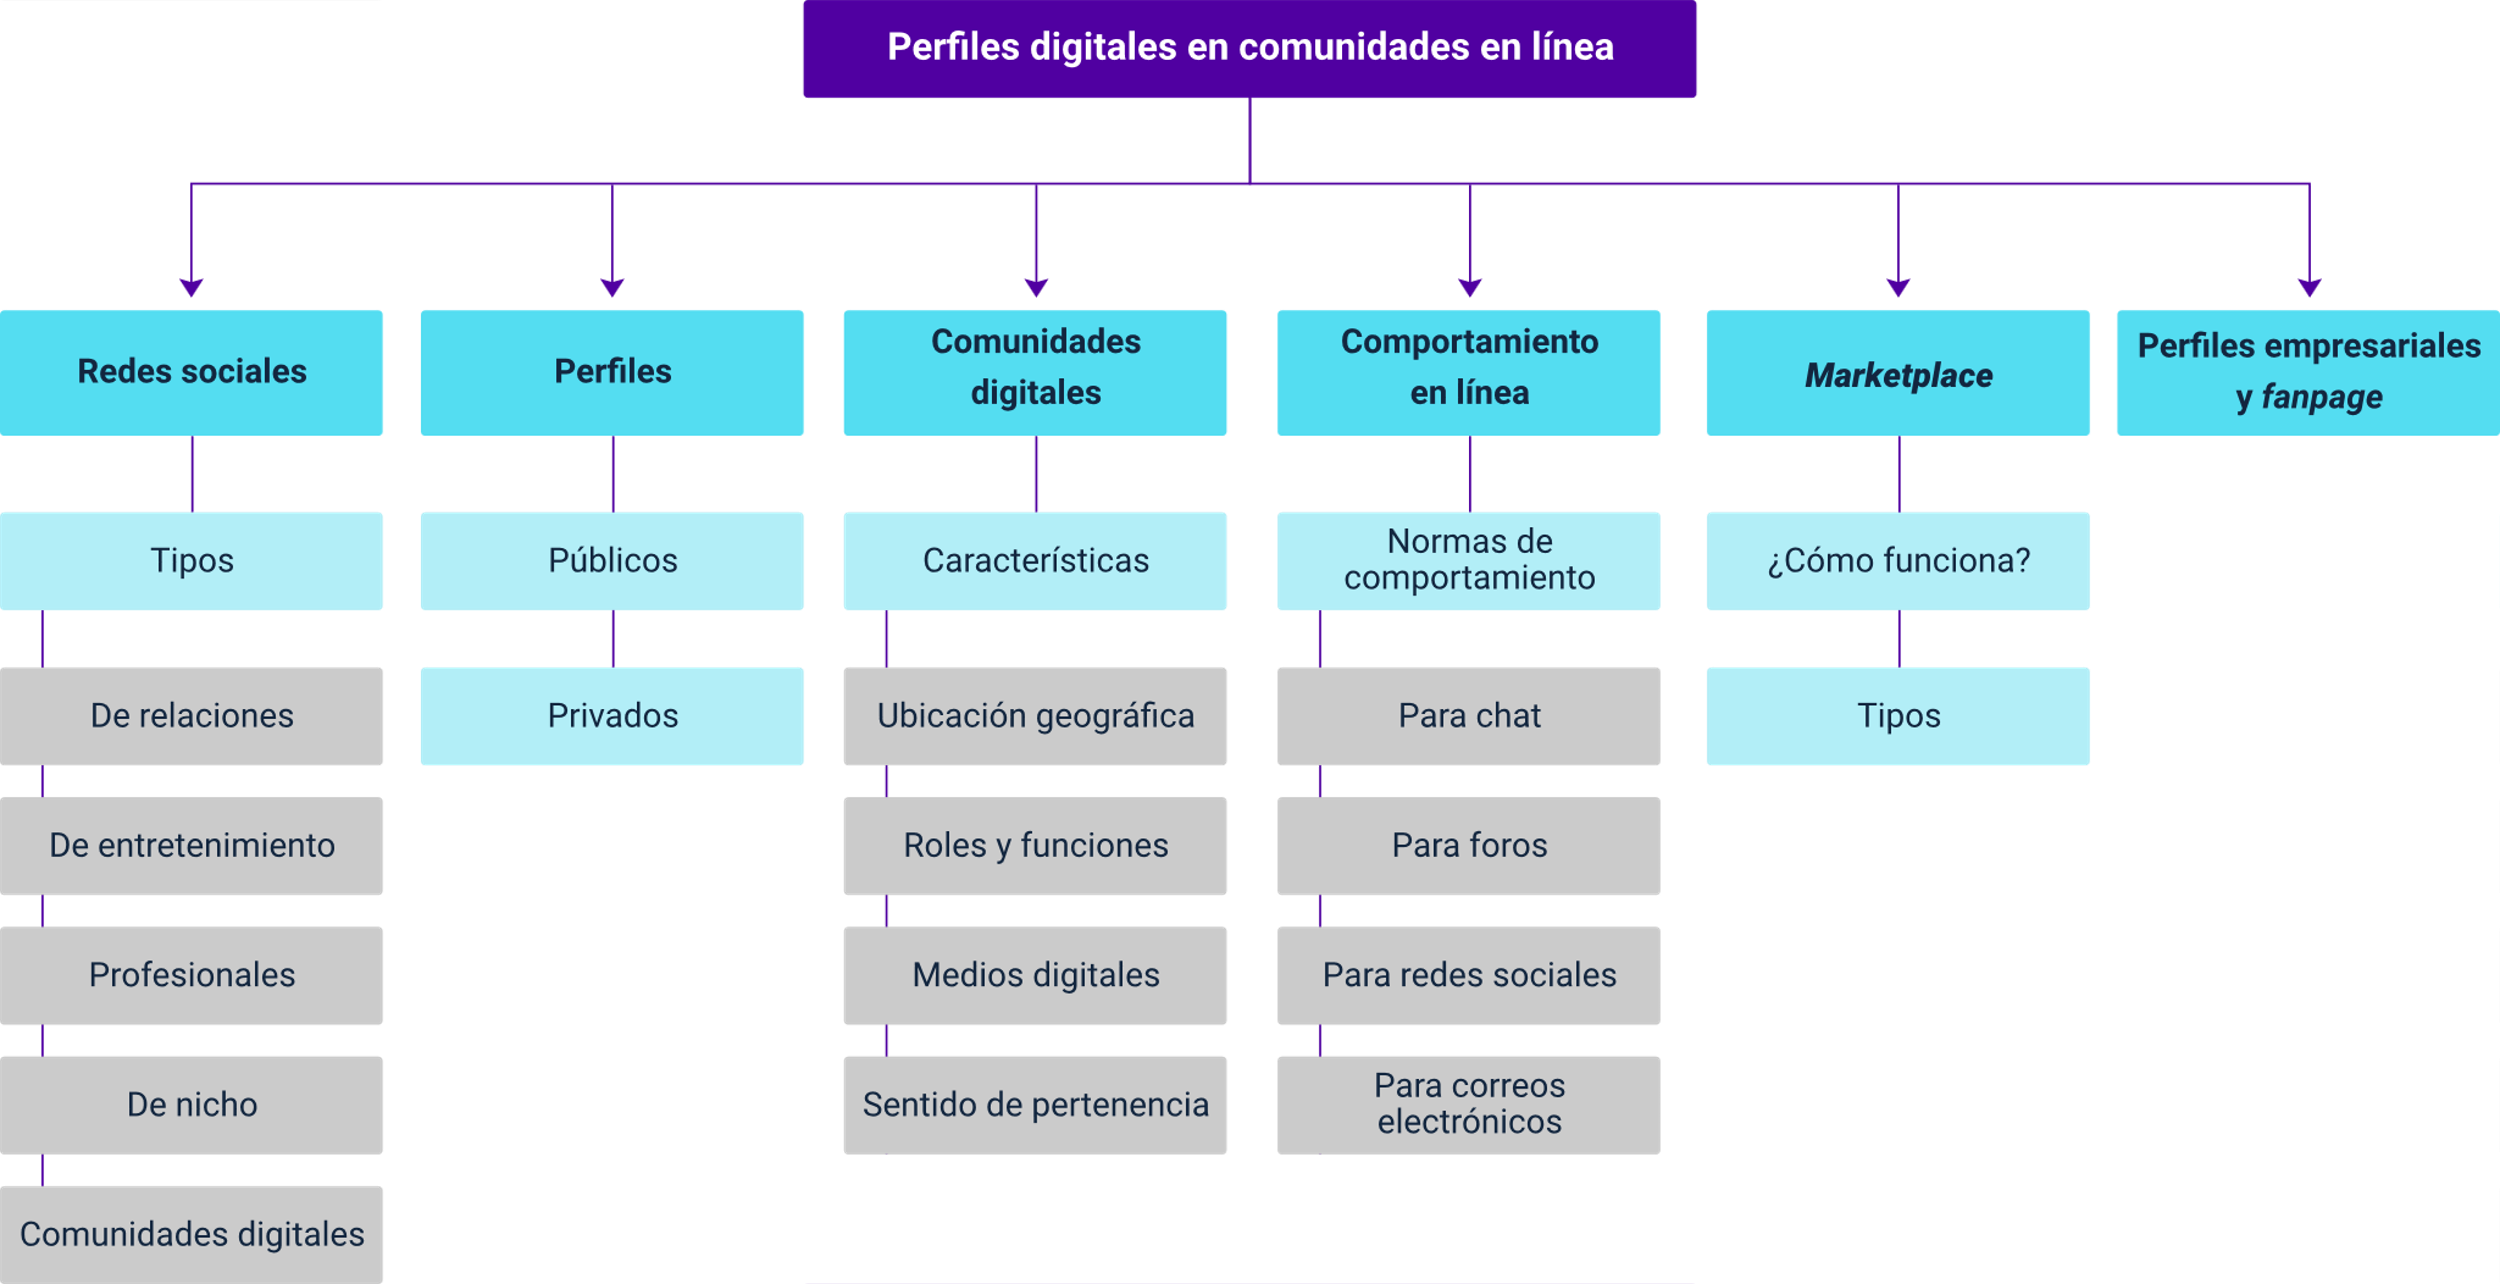 Perfiles digitales en comunidades en línea
Redes sociales
Tipos
De relaciones
De entretenimiento
Profesionales
De nicho
Comunidades digitales
Perfiles
Públicos
Privados
Comunidades
digitales
Características
Ubicación geográfica
Roles y funciones
Medios digitales
Sentido de pertenencia
Comportamiento
en línea
Normas de
comportamiento
Para chat
Para foros
Para redes sociales
Para correos
electrónicos
Marketplace
¿Cómo funciona?
Tipos
Perfiles empresariales
y fanpage